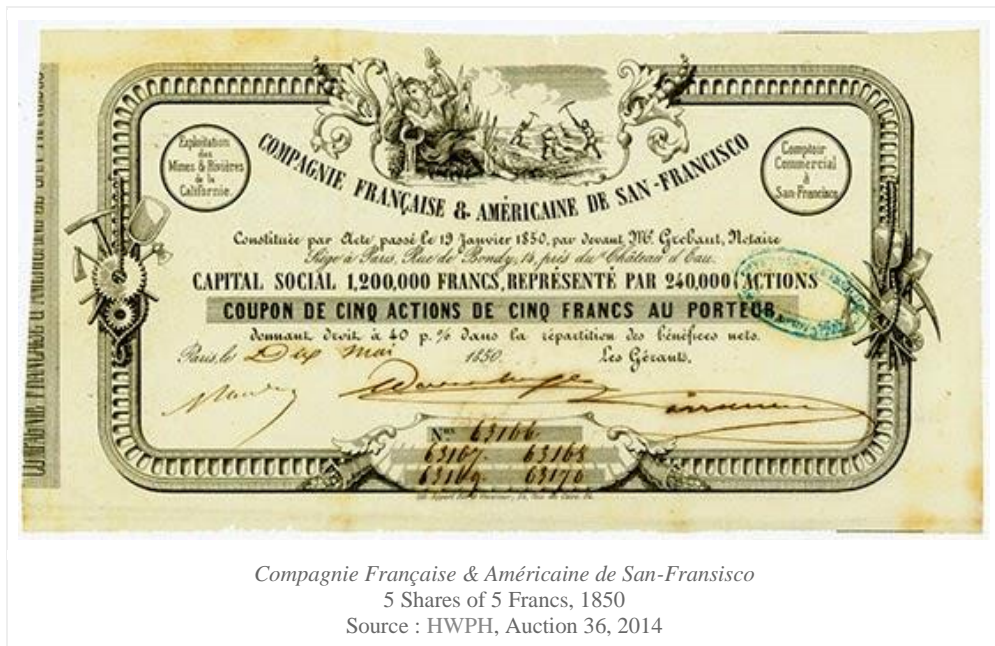 Exploitation
des
Mines & Rivières
de la
Californie.
COMPAGNIE FRANÇAISE & AMÉRICAINE DE SAN-FRANCISCO
Comptoir
Commercial
à
San-Francisco
Constituée par Acte passé le 19 Janvier 1850, par devant Mᵉ. Grebaut, Notaire
Siège à Paris, Rue de Bondy, 14, près du Château d'Eau.
CAPITAL SOCIAL 1,200,000 FRANCS, REPRÉSENTÉ PAR 240,000 ACTIONS
COUPON DE CINQ ACTIONS DE CINQ FRANCS AU PORTEUR,
donnant droit à 40 p.% dans la répartition des bénéfices nets.
Paris, le Dix Mai 1850. Les Gérants,
Nos 63166
63167 63168
63169 63170
Compagnie Française & Américaine de San-Fransisco
5 Shares of 5 Francs, 1850
Source : HWPH, Auction 36, 2014